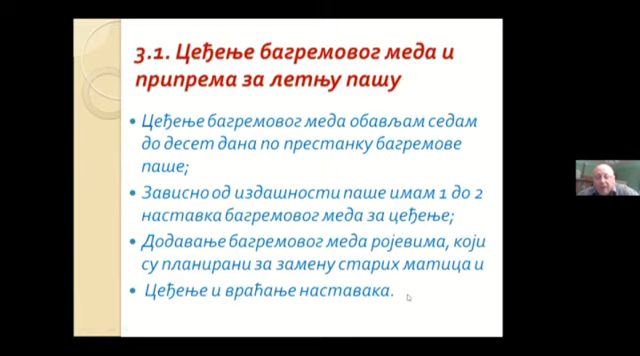 3.1. Цеђење багремовог меда и
припрема за летњу пашу
Цеђење багремовог меда обављам седам
до десет дана по престанку багремове
паше;
Зависно од издашности паше имам 1 до 2
наставка багремовог меда за цеђење;
Додавање багремовог меда ројевима, који
су планирани за замену старих матица и
Цеђење и враћање наставака.